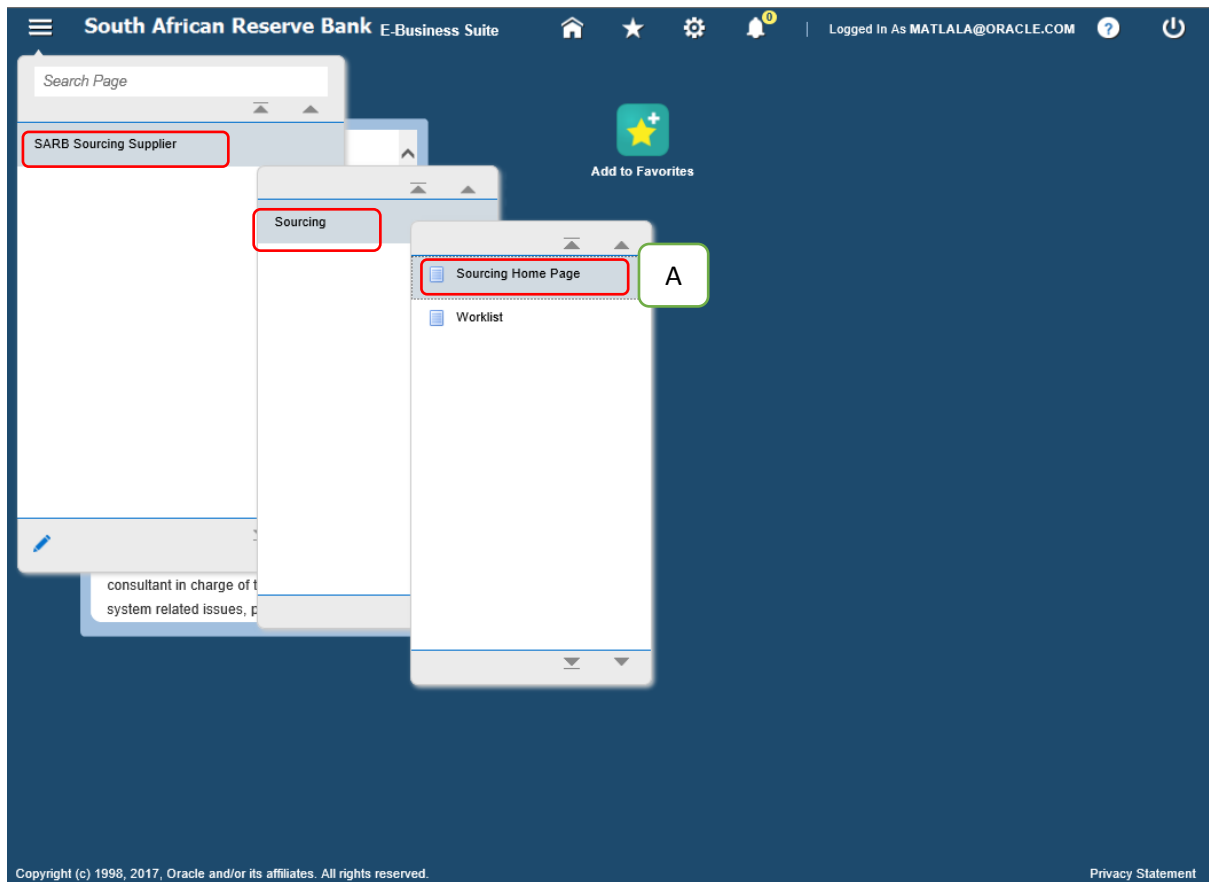 South African Reserve Bank E-Business Suite
0
Logged In As MATLALA@ORACLE.COM
?
Search Page
SARB Sourcing Supplier
Add to Favorites
Sourcing
Sourcing Home Page
A
Worklist
consultant in charge of t
system related issues, p
Copyright (c) 1998, 2017, Oracle and/or its affiliates. All rights reserved.
Privacy Statement